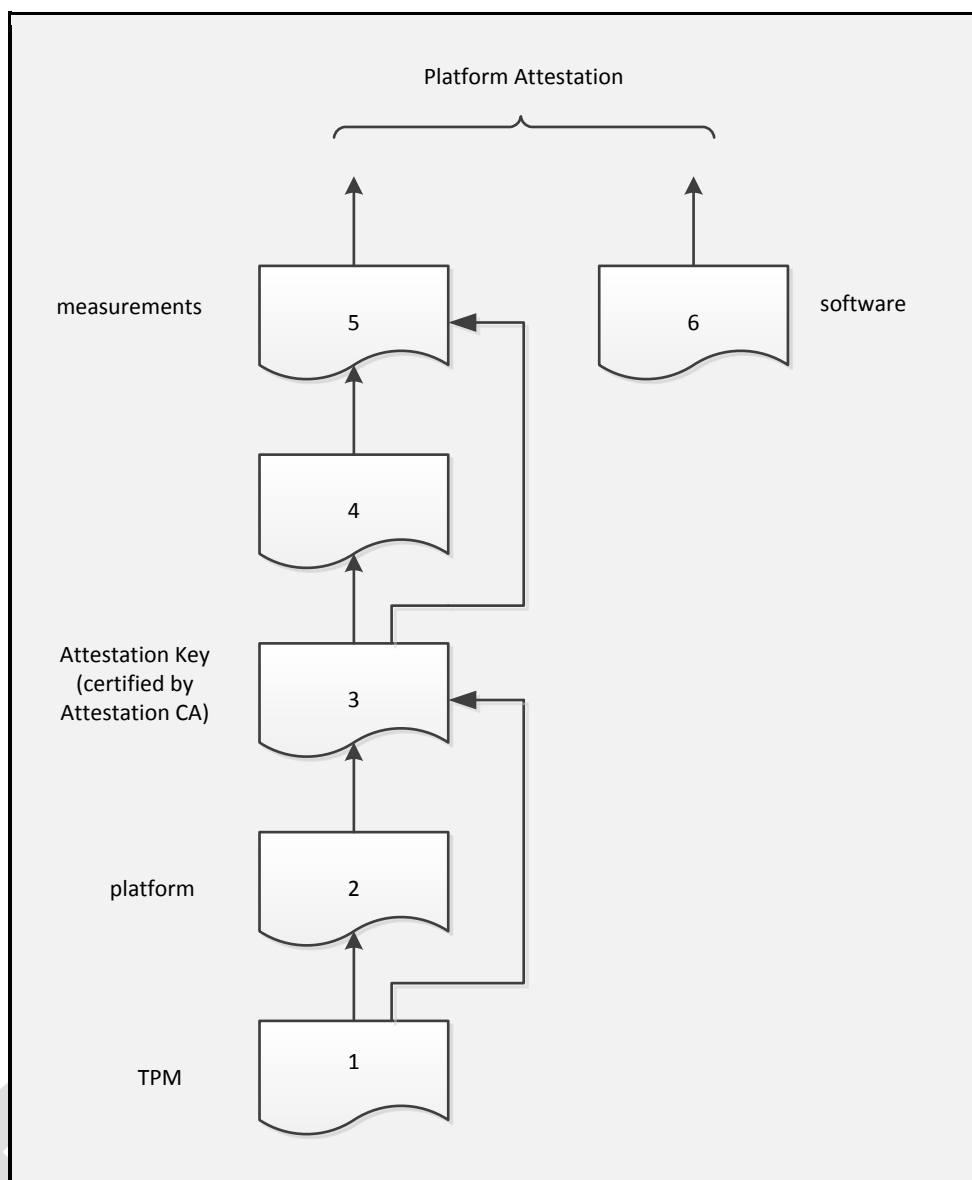 Platform Attestation
measurements
5
6
software
4
Attestation Key
(certified by
Attestation CA)
3
platform
2
TPM
1